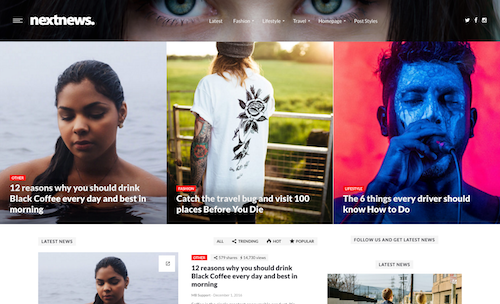 nextnews.
Latest Fashion Lifestyle Travel Homepage Post Styles
OTHER
12 reasons why you should drink
Black Coffee every day and best in
morning
FASHION
Catch the travel bug and visit 100
places Before You Die
LIFESTYLE
The 6 things every driver should
know How to Do
LATEST NEWS
ALL TRENDING HOT POPULAR
FOLLOW US AND GET LATEST NEWS
OTHER 579 shares 14,730 views
12 reasons why you should drink
Black Coffee every day and best in
morning
MB Support December 1, 2016
LATEST NEWS